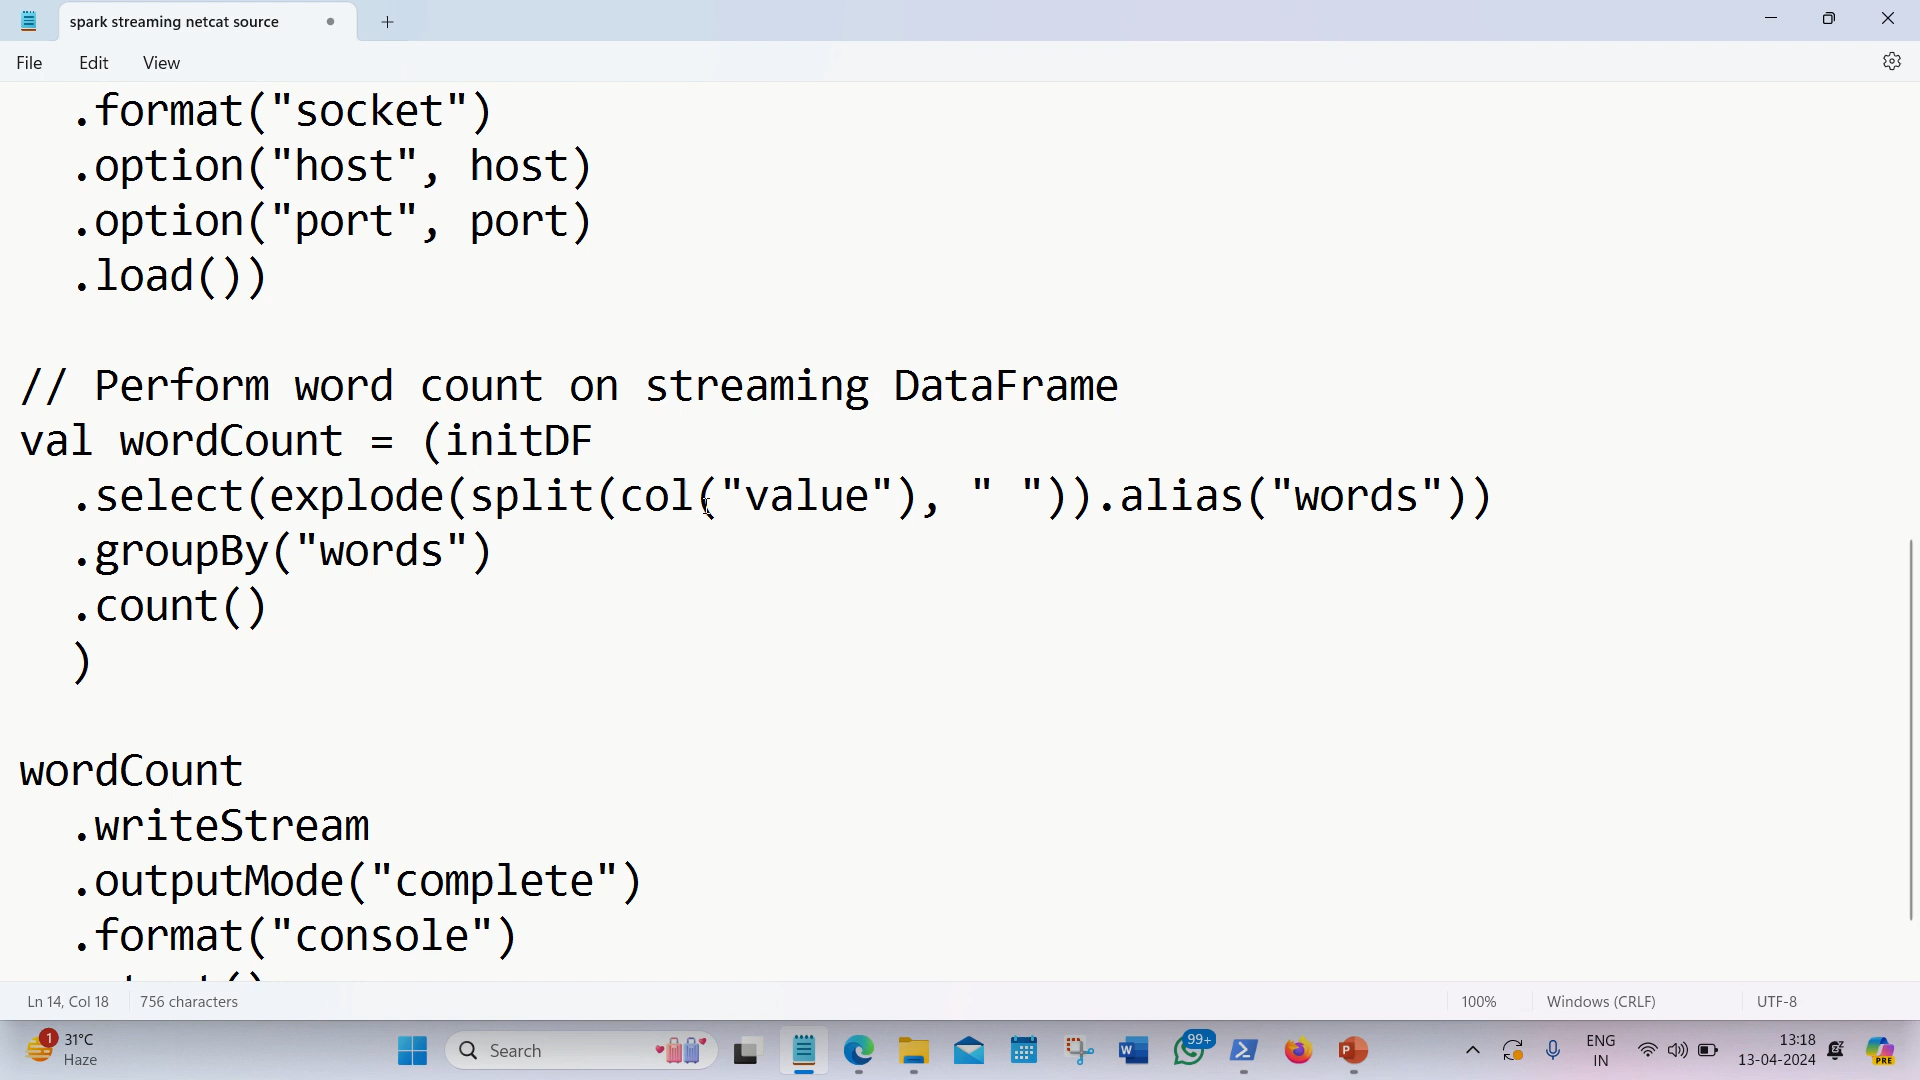 spark streaming netcat source
File Edit View
.format("socket")
.option("host", host)
.option("port", port)
.load())
// Perform word count on streaming DataFrame
val wordCount = (initDF
.select(explode(split(col("value"), " ")).alias("words"))
.groupBy("words")
.count()
)
wordCount
.writeStream
.outputMode("complete")
.format("console")
Ln 14, Col 18 756 characters 100% Windows (CRLF) UTF-8
1 31°C
Haze
Search
99+
ENG
IN
13:18
13-04-2024
PRE